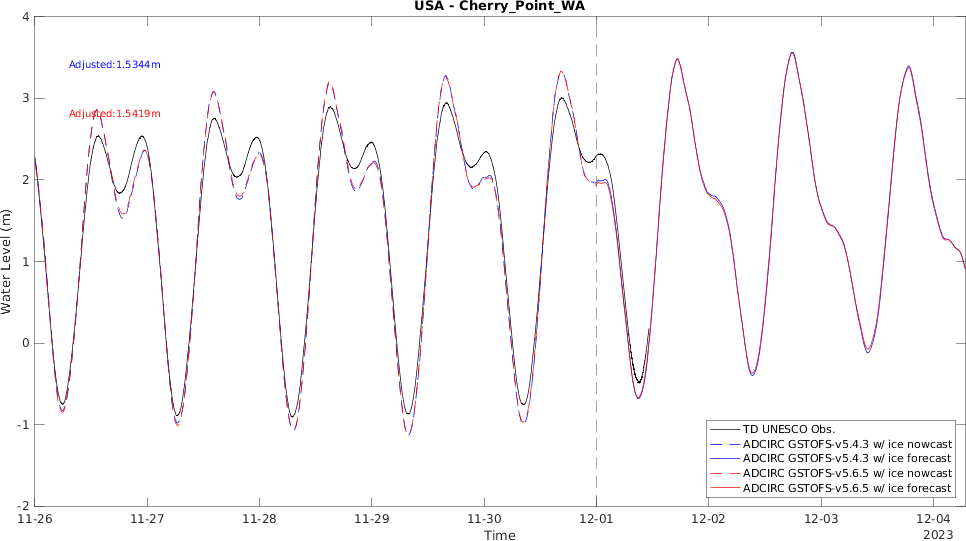 USA - Cherry_Point_WA
4
3
2
1
0
-1
-2
Water Level (m)
Adjusted:1.5344m
Adjusted:1.5419m
TD UNESCO Obs.
ADCIRC GSTOFS-v5.4.3 w/ ice nowcast
ADCIRC GSTOFS-v5.4.3 w/ ice forecast
ADCIRC GSTOFS-v5.6.5 w/ ice nowcast
ADCIRC GSTOFS-v5.6.5 w/ ice forecast
11-26 11-27 11-28 11-29 11-30 12-01 12-02 12-03 12-04
Time
2023